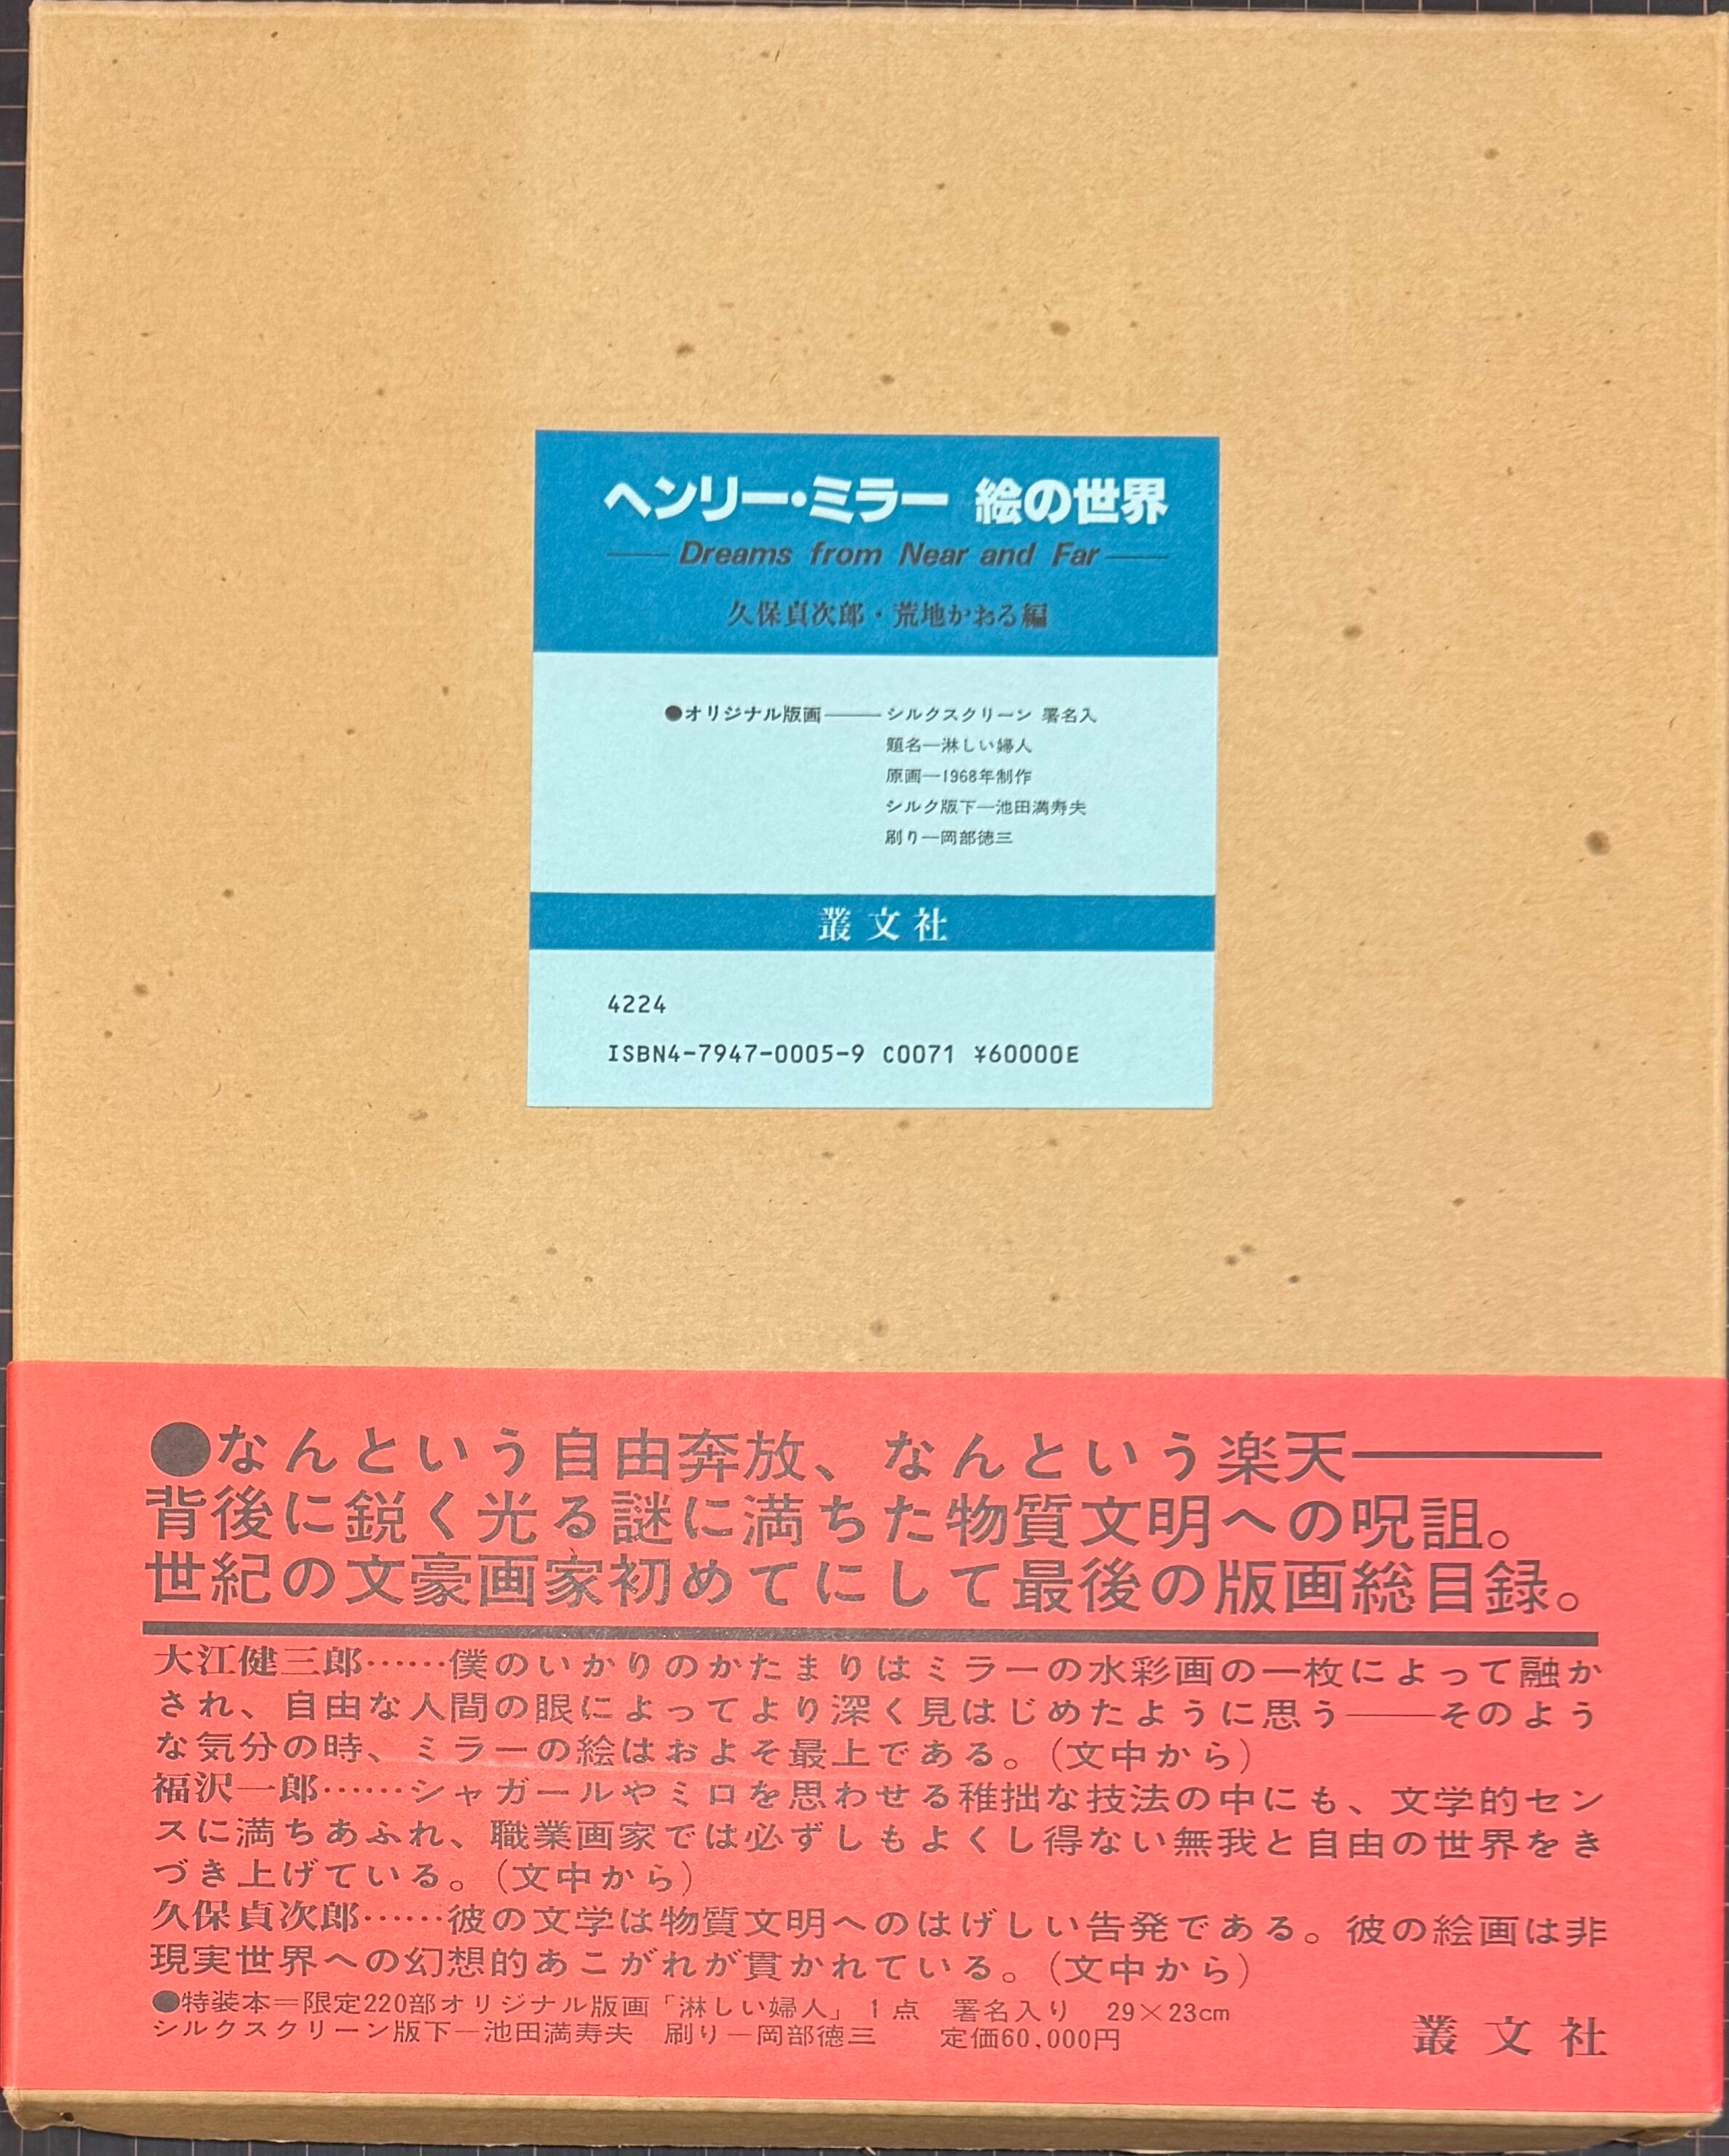 ヘンリー・ミラー 絵の世界
Dreams from Near and Far
久保貞次郎・荒地かおる編
●オリジナル版画――シルクスクリーン 署名入
題名―淋しい婦人
原画―1968年制作
シルク版下―池田満寿夫
刷り―岡部徳三
叢文社
4224
ISBN4-7947-0005-9 C0071 ¥60000E
●なんという自由奔放、なんという楽天――
背後に鋭く光る謎に満ちた物質文明への呪詛。
世紀の文豪画家初めてにして最後の版画総目録。
大江健三郎……僕のいかりのかたまりはミラーの水彩画の一枚によって融か
され、自由な人間の眼によってより深く見はじめたように思う――そのよう
な気分の時、ミラーの絵はおよそ最上である。(文中から)
福沢一郎……シャガールやミロを思わせる稚拙な技法の中にも、文学的セン
スに満ちあふれ、職業画家では必ずしもよくし得ない無我と自由の世界をき
づき上げている。(文中から)
久保貞次郎……彼の文学は物質文明へのはげしい告発である。彼の絵画は非
現実世界への幻想的あこがれが貫かれている。(文中から)
●特装本=限定220部オリジナル版画「淋しい婦人」1点 署名入り 29×23cm
シルクスクリーン版下―池田満寿夫 刷り―岡部徳三 定価60,000円
叢文社